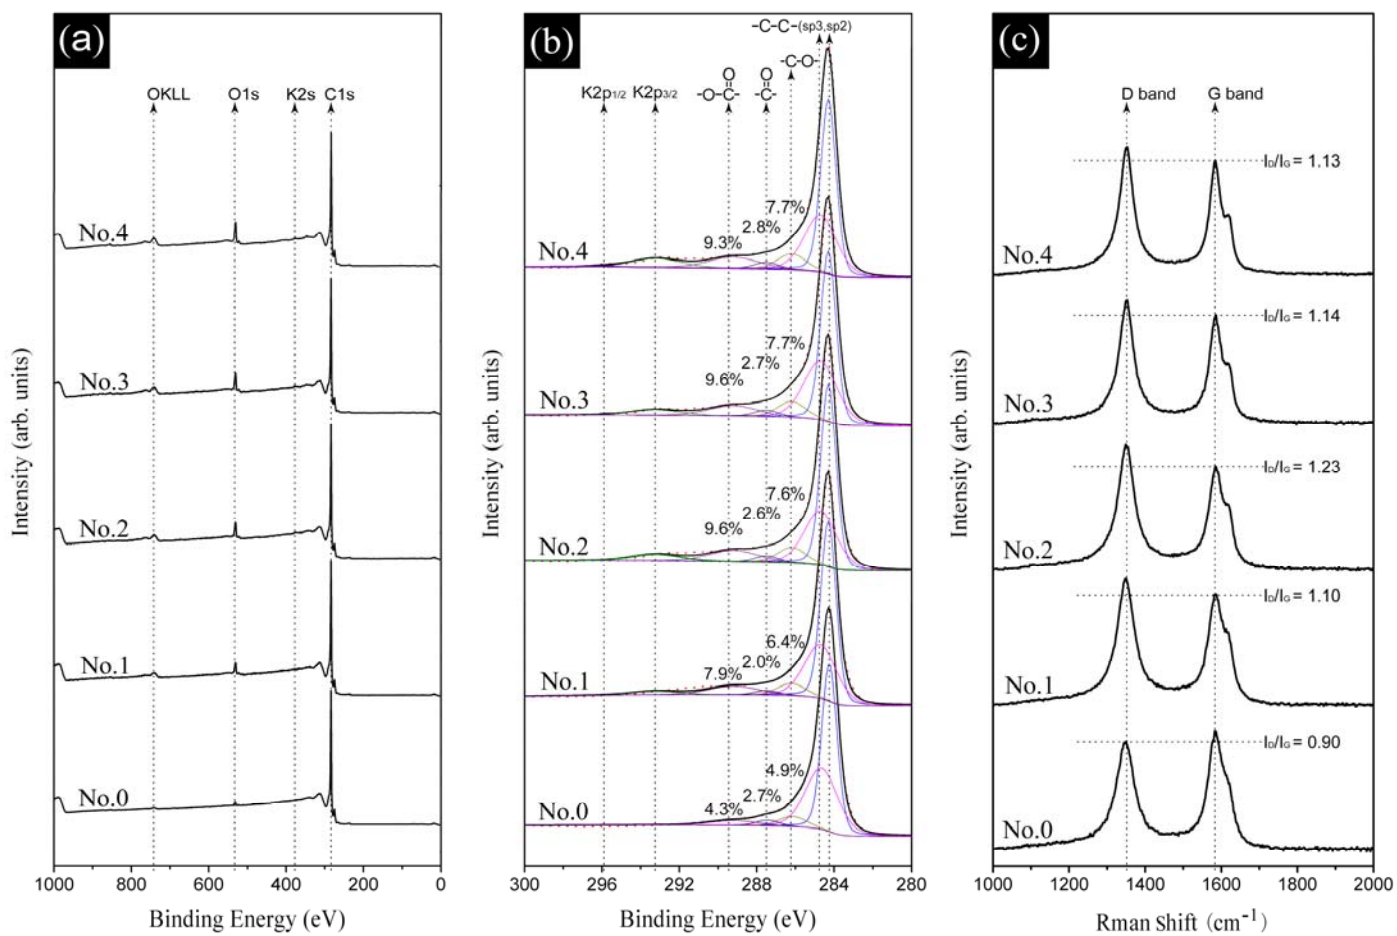 (a)
OKLL O1s K2s C1s
No.4
No.3
No.2
No.1
No.0
Intensity (arb. units)
1000 800 600 400 200 0
Binding Energy (eV)
(b)
-C-C-(sp3,sp2)
-C-O-
O O
-O-C- -C-
K2p1/2 K2p3/2
7.7%
2.8%
9.3%
No.4
7.7%
2.7%
9.6%
No.3
7.6%
2.6%
9.6%
No.2
6.4%
2.0%
7.9%
No.1
4.9%
2.7%
4.3%
No.0
Intensity (arb. units)
300 296 292 288 284 280
Binding Energy (eV)
(c)
D band G band
ID/IG = 1.13
No.4
ID/IG = 1.14
No.3
ID/IG = 1.23
No.2
ID/IG = 1.10
No.1
ID/IG = 0.90
No.0
Intensity (arb. units)
1000 1200 1400 1600 1800 2000
Rman Shift (cm-1)